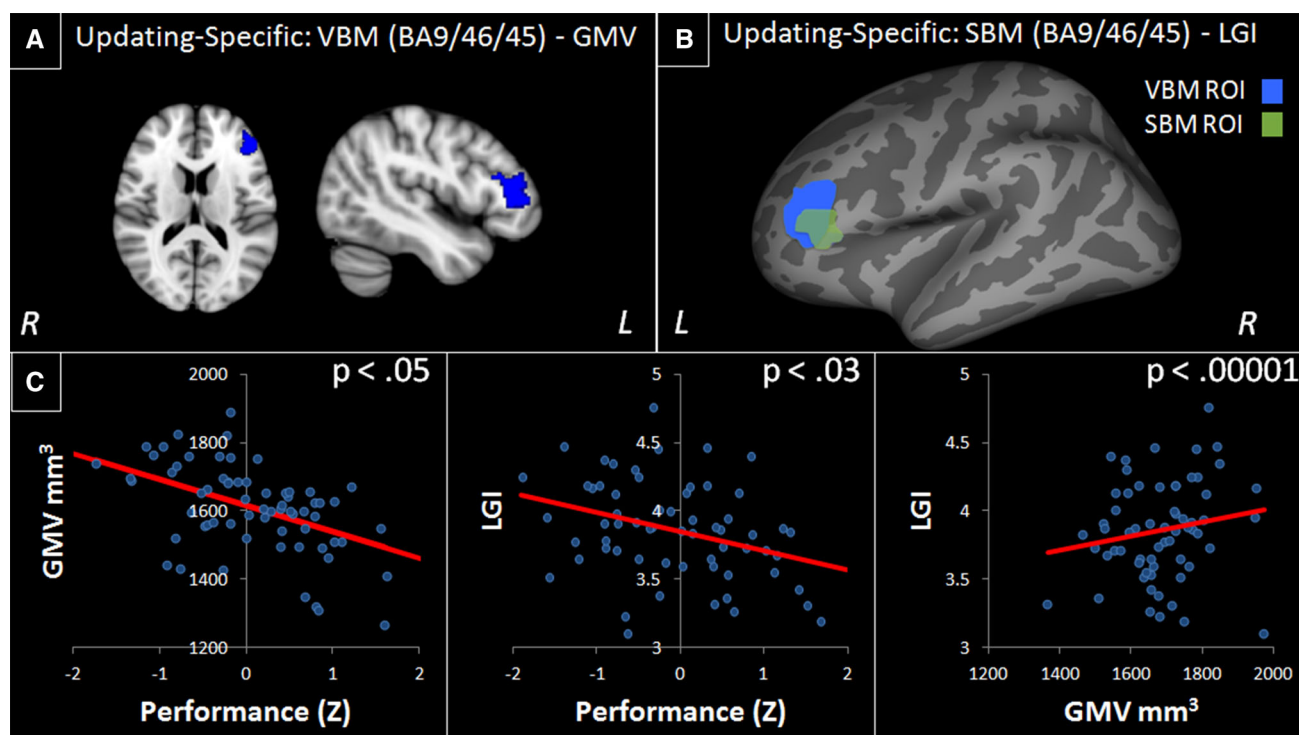 A
Updating-Specific: VBM (BA9/46/45) - GMV
R
L
B
Updating-Specific: SBM (BA9/46/45) - LGI
VBM ROI
SBM ROI
L
R
C
p < .05
GMV mm³
2000
1800
1600
1400
1200
-2
-1
0
1
2
Performance (Z)
p < .03
LGI
5
4.5
4
3.5
3
-2
-1
0
1
2
Performance (Z)
p < .00001
LGI
5
4.5
4
3.5
3
1200
1400
1600
1800
2000
GMV mm³